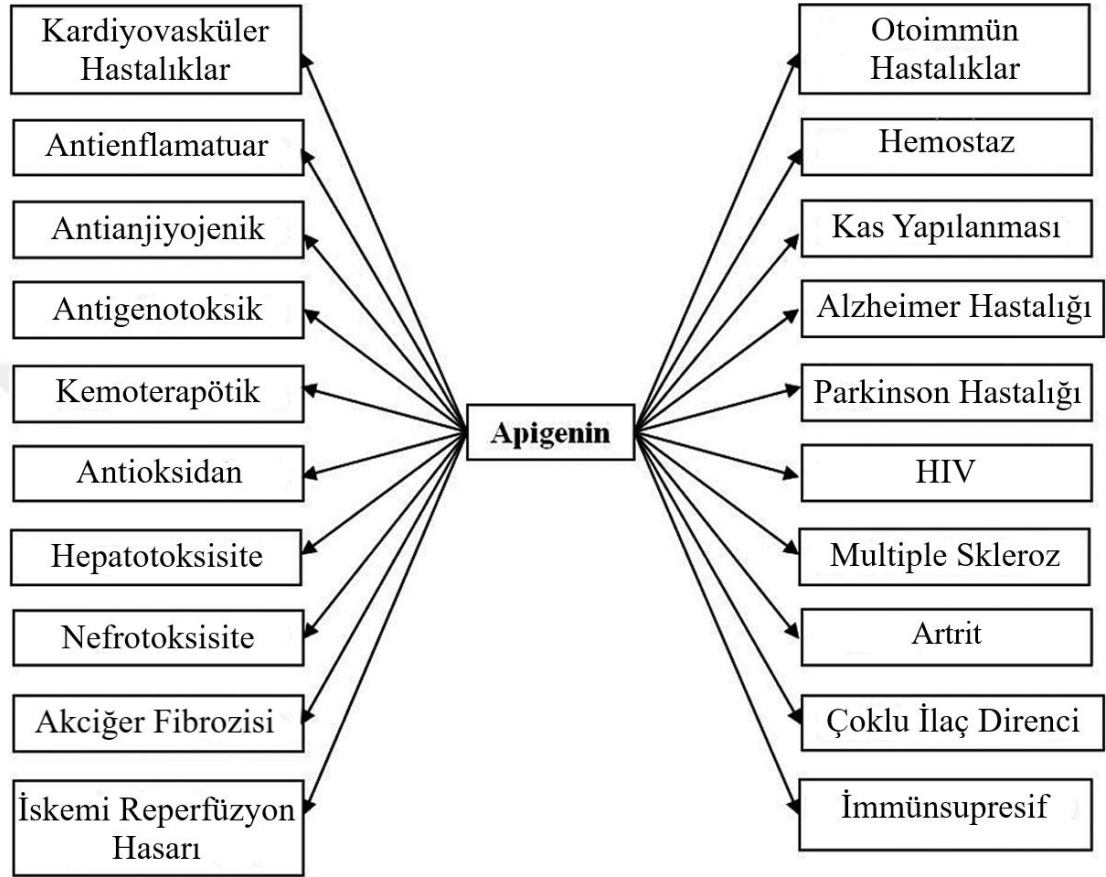 Kardiyovasküler
Hastalıklar
Antienflamatuar
Antianjiyojenik
Antigenotoksik
Kemoterapötik
Antioksidan
Hepatotoksisite
Nefrotoksisite
Akciğer Fibrozisi
İskemi Reperfüzyon
Hasarı
Apigenin
Otoimmün
Hastalıklar
Hemostaz
Kas Yapılanması
Alzheimer Hastalığı
Parkinson Hastalığı
HIV
Multiple Skleroz
Artrit
Çoklu İlaç Direnci
İmmünsupresif